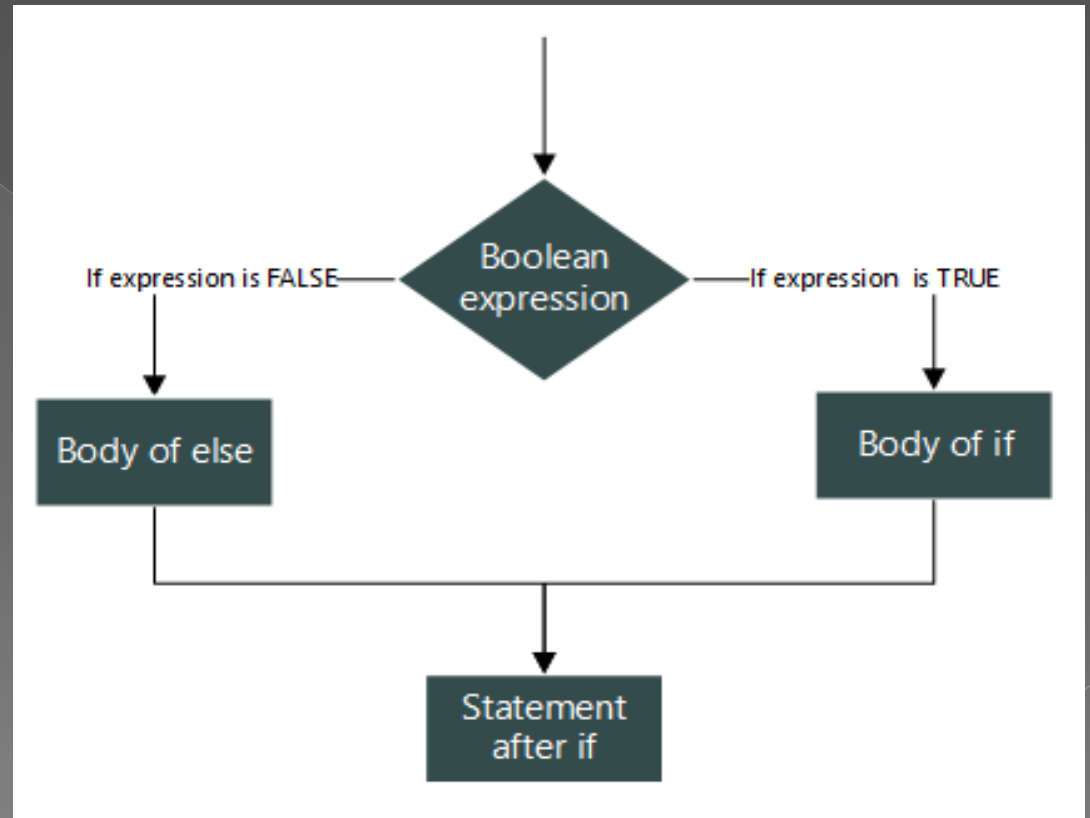 Boolean
expression
If expression is FALSE
If expression is TRUE
Body of else
Body of if
Statement
after if